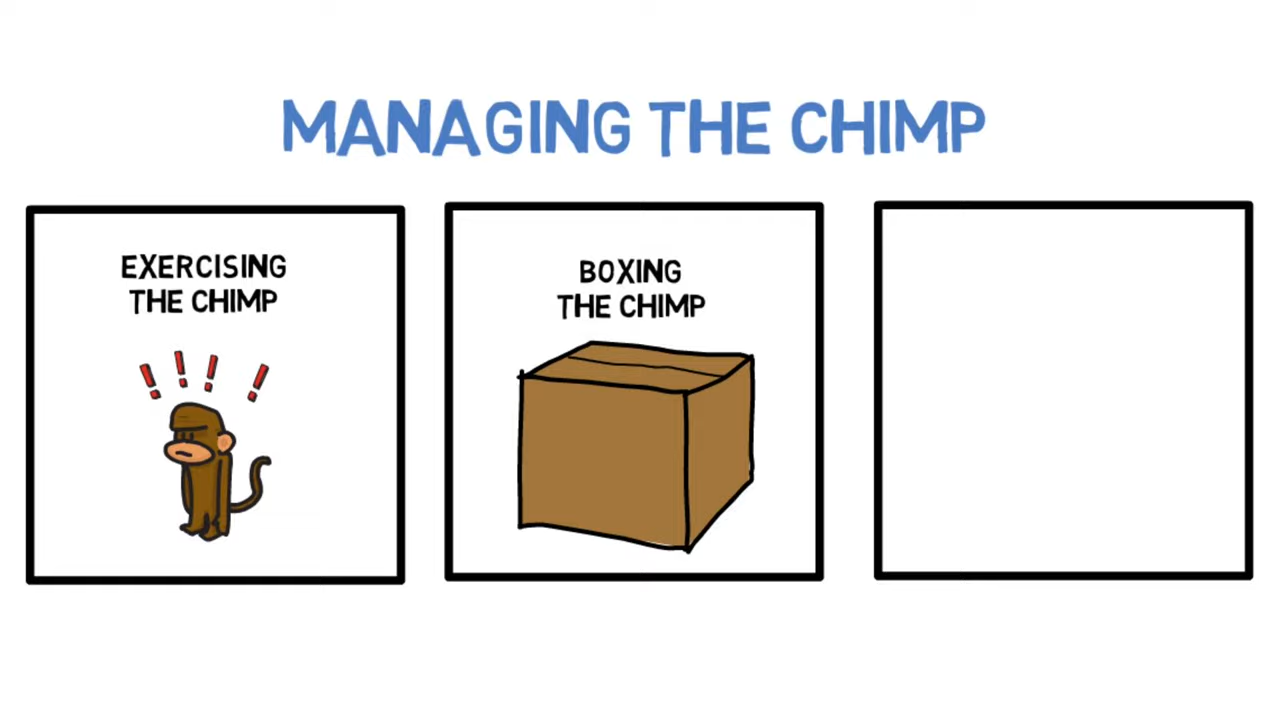 MANAGING THE CHIMP
EXERCISING
THE CHIMP
! ! ! !
BOXING
THE CHIMP